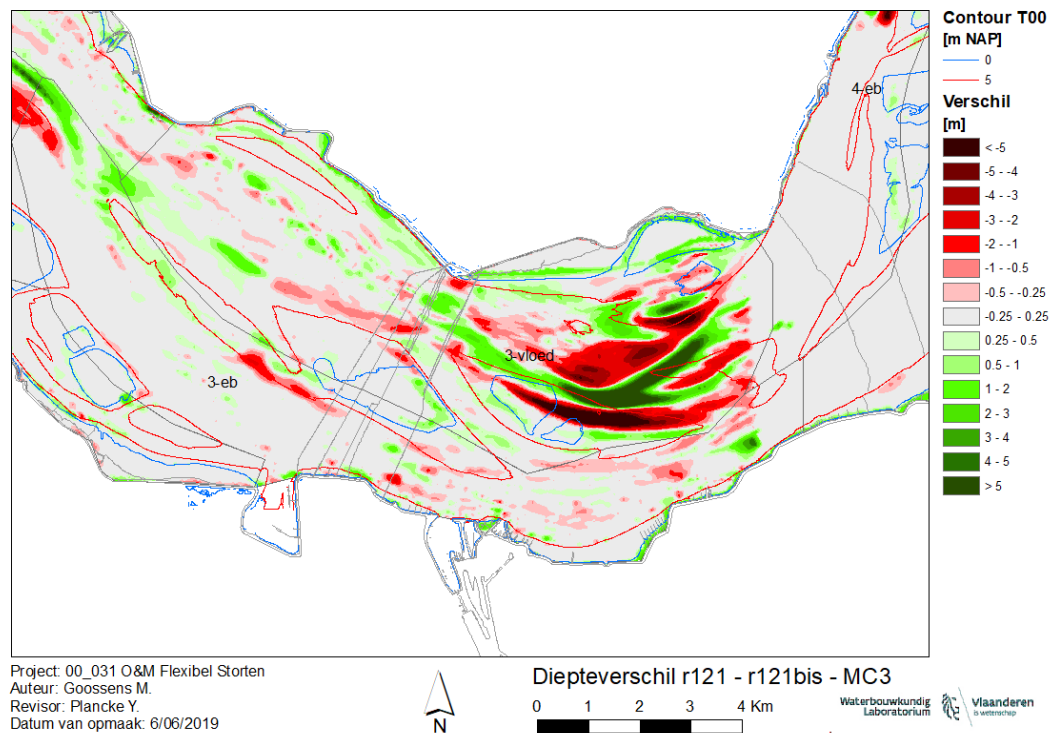 Contour T00
[m NAP]
0
5
Verschil
[m]
< -5
-5 - -4
-4 - -3
-3 - -2
-2 - -1
-1 - -0.5
-0.5 - -0.25
-0.25 - 0.25
0.25 - 0.5
0.5 - 1
1 - 2
2 - 3
3 - 4
4 - 5
> 5
4-eb
3-vloed
3-eb
Project: 00_031 O&M Flexibel Storten
Auteur: Goossens M.
Revisor: Plancke Y.
Datum van opmaak: 6/06/2019
N
Diepteverschil r121 - r121bis - MC3
0 1 2 3 4 Km
Waterbouwkundig
Laboratorium
Vlaanderen
is wetenschap